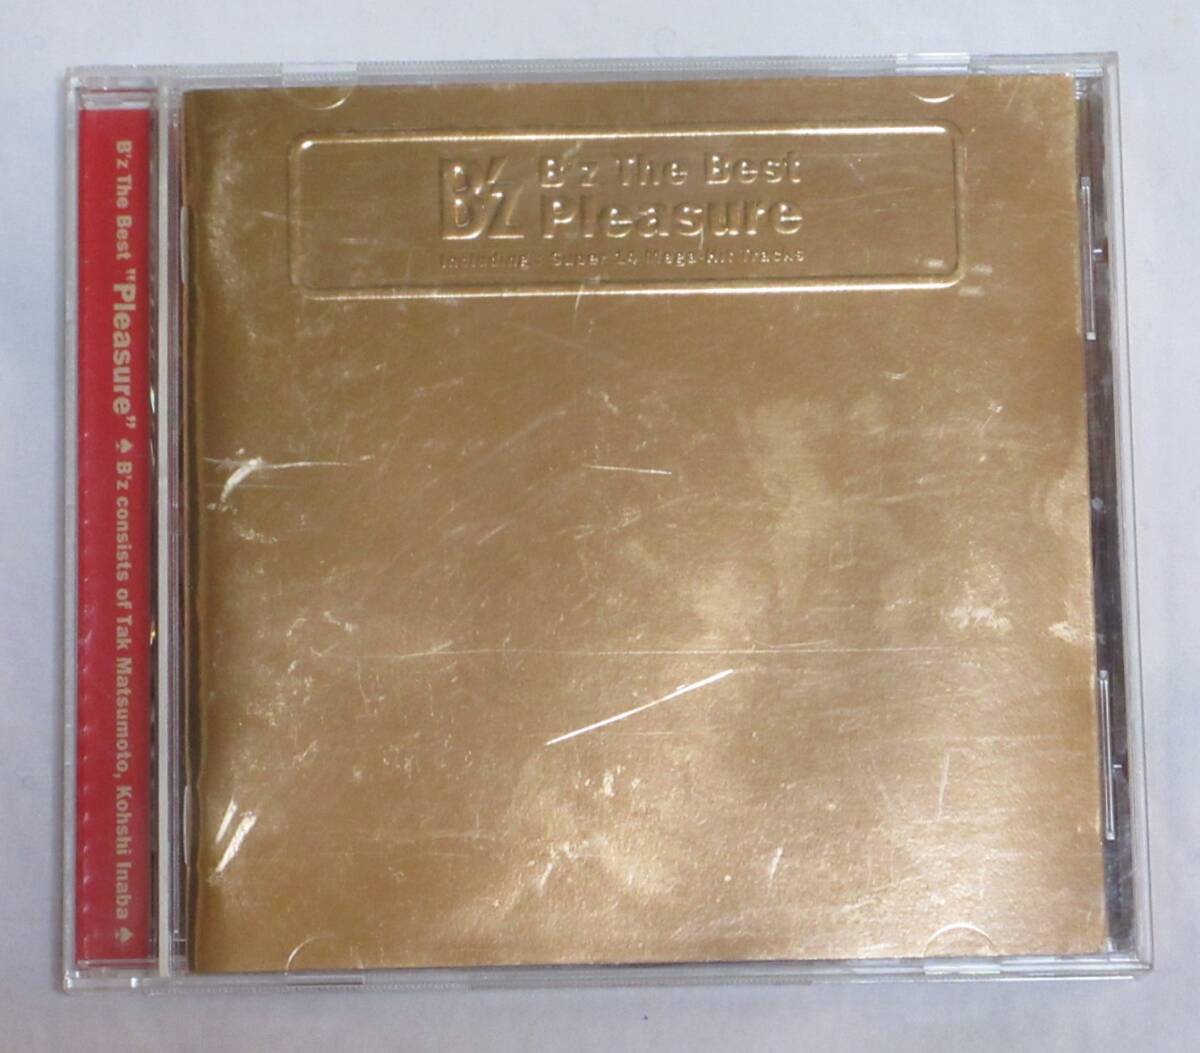 B'z The Best "Pleasure" ♠ B'z consists of Tak Matsumoto, Kohshi Inaba ♠
B'z
B'z The Best
Pleasure
Including : Super 14 Mega-Hit Tracks